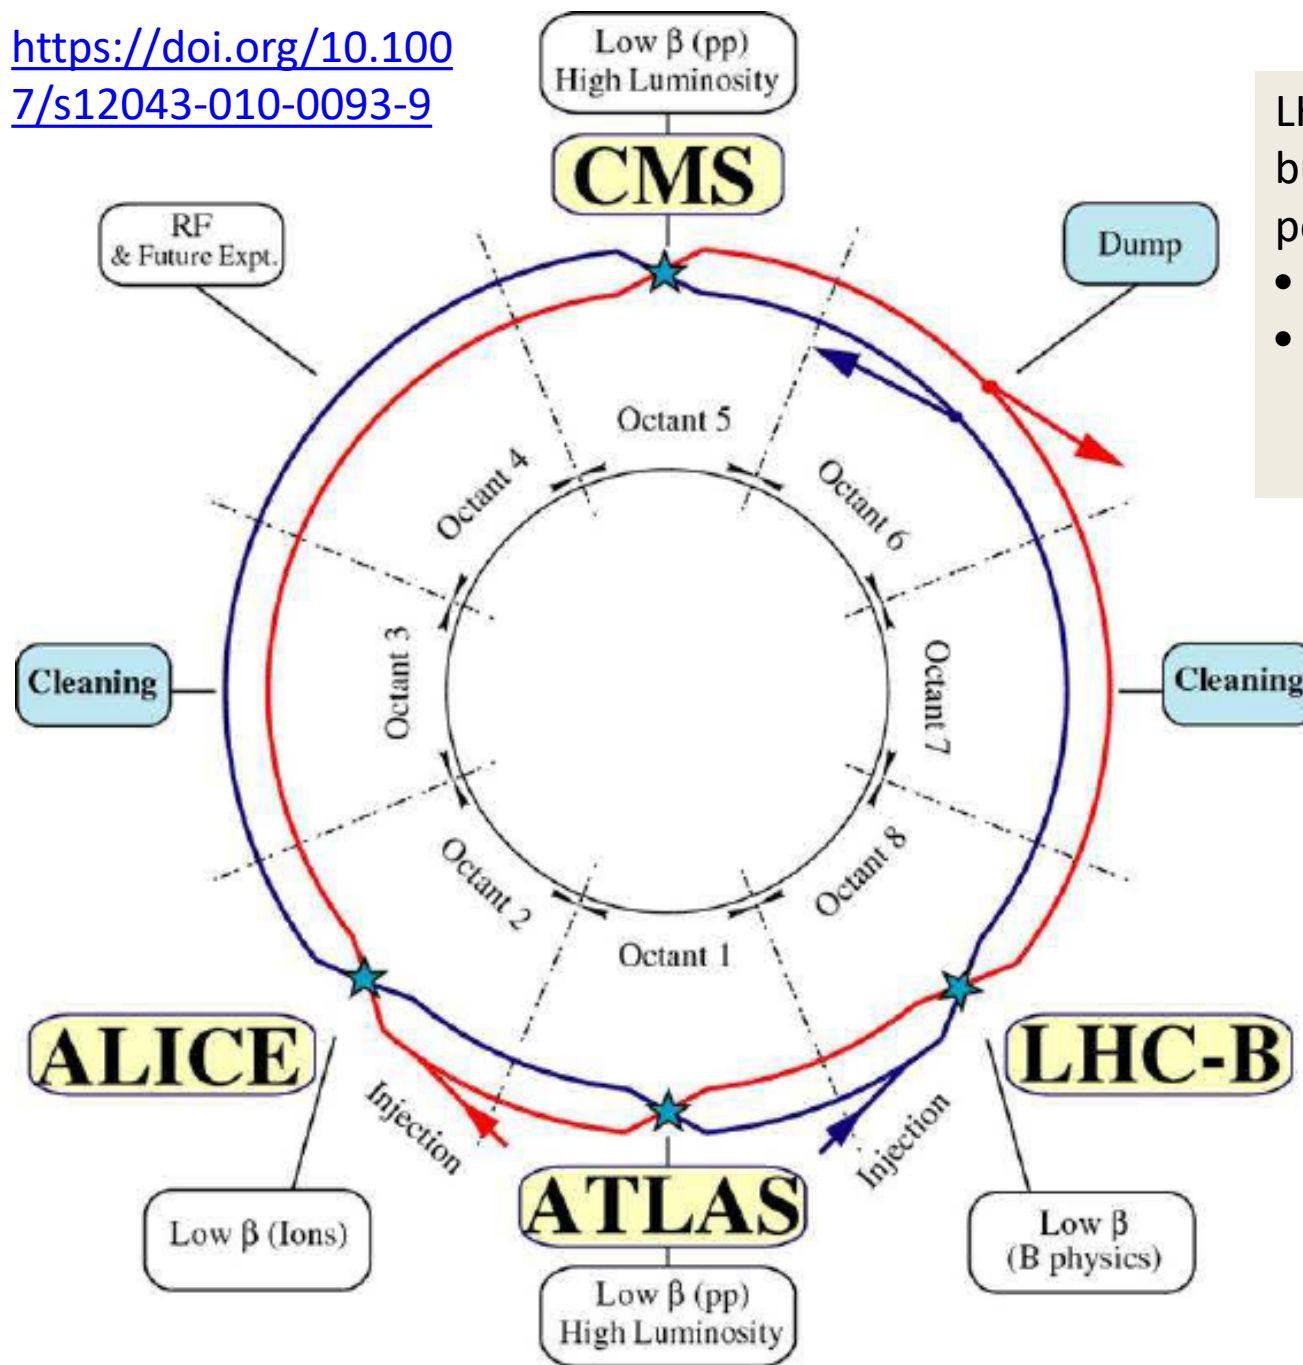 https://doi.org/10.100
7/s12043-010-0093-9
Low β (pp)
High Luminosity
CMS
RF
& Future Expt.
Dump
Octant 5
Octant 4
Octant 6
Octant 3
Octant 7
Cleaning
Cleaning
Octant 2
Octant 8
Octant 1
ALICE
LHC-B
Injection
Injection
ATLAS
Low β (Ions)
Low β
(B physics)
Low β (pp)
High Luminosity